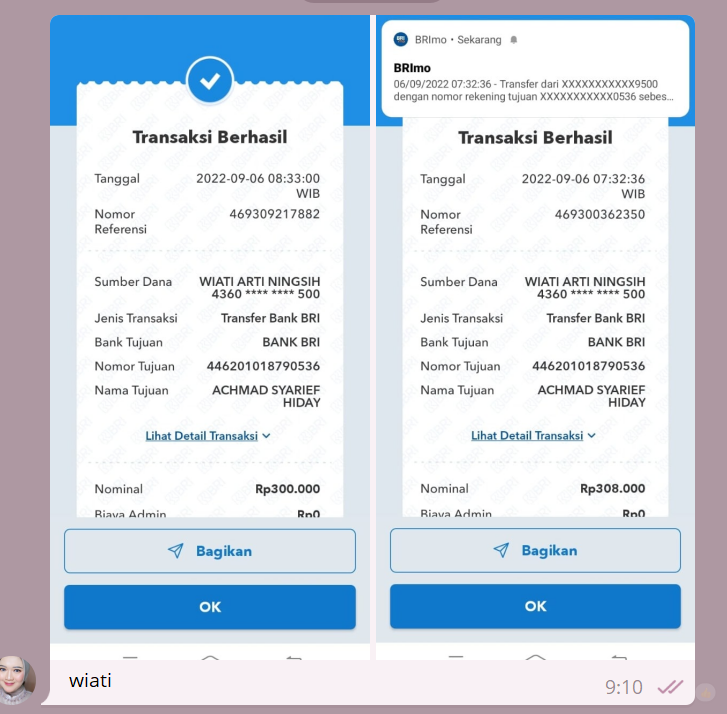 Transaksi Berhasil
Tanggal 2022-09-06 08:33:00
WIB
Nomor 469309217882
Referensi
Sumber Dana WIATI ARTI NINGSIH
4360 **** **** 500
Jenis Transaksi Transfer Bank BRI
Bank Tujuan BANK BRI
Nomor Tujuan 446201018790536
Nama Tujuan ACHMAD SYARIEF
HIDAY
Lihat Detail Transaksi
Nominal Rp300.000
Biaya Admin Rp0
Bagikan
OK
BRI BRImo • Sekarang
BRImo
06/09/2022 07:32:36 - Transfer dari XXXXXXXXXXX9500
dengan nomor rekening tujuan XXXXXXXXXXX0536 sebes...
Transaksi Berhasil
Tanggal 2022-09-06 07:32:36
WIB
Nomor 469300362350
Referensi
Sumber Dana WIATI ARTI NINGSIH
4360 **** **** 500
Jenis Transaksi Transfer Bank BRI
Bank Tujuan BANK BRI
Nomor Tujuan 446201018790536
Nama Tujuan ACHMAD SYARIEF
HIDAY
Lihat Detail Transaksi
Nominal Rp308.000
Biaya Admin Rp0
Bagikan
OK
wiati
9:10